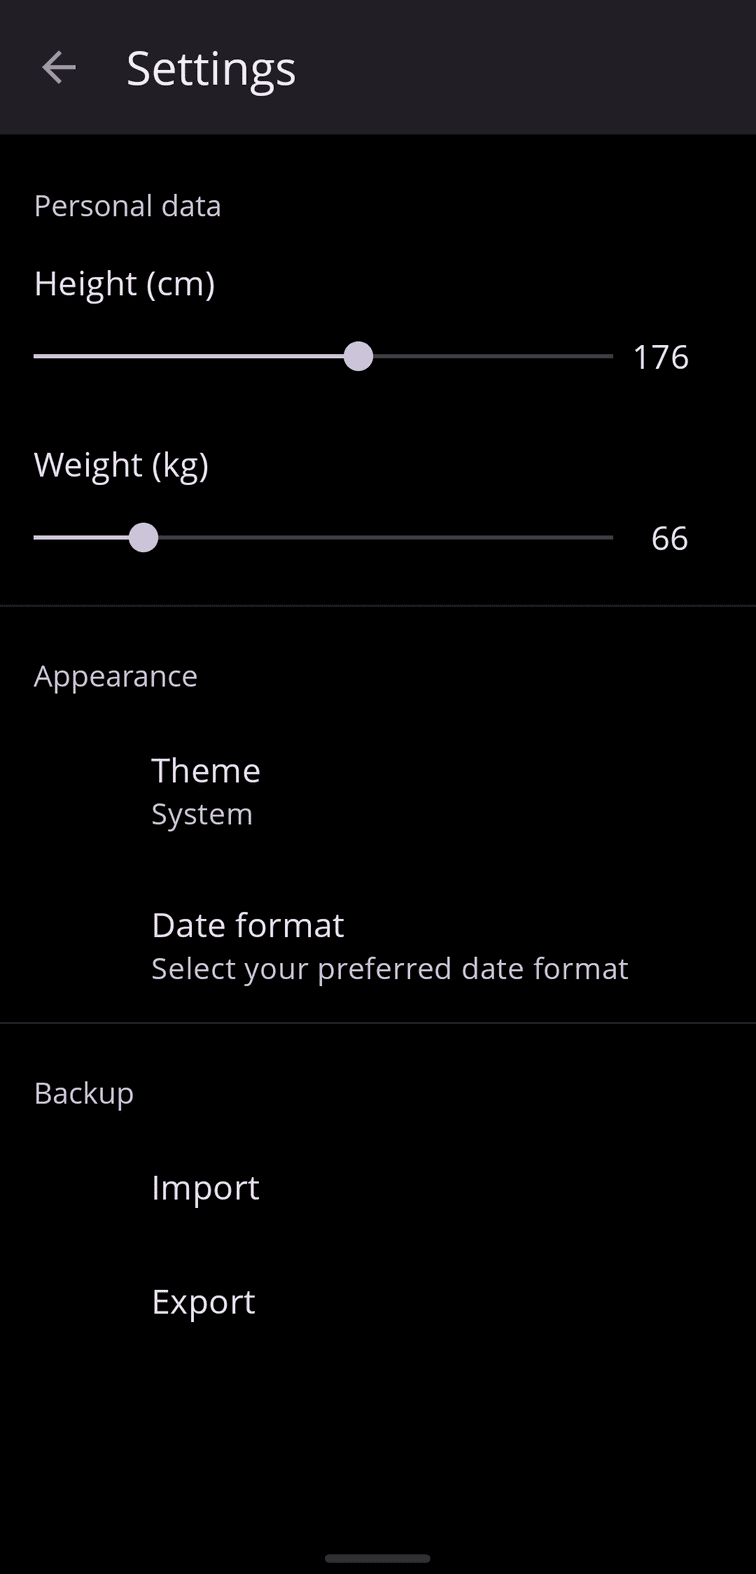 Settings
Personal data
Height (cm)
176
Weight (kg)
66
Appearance
Theme
System
Date format
Select your preferred date format
Backup
Import
Export